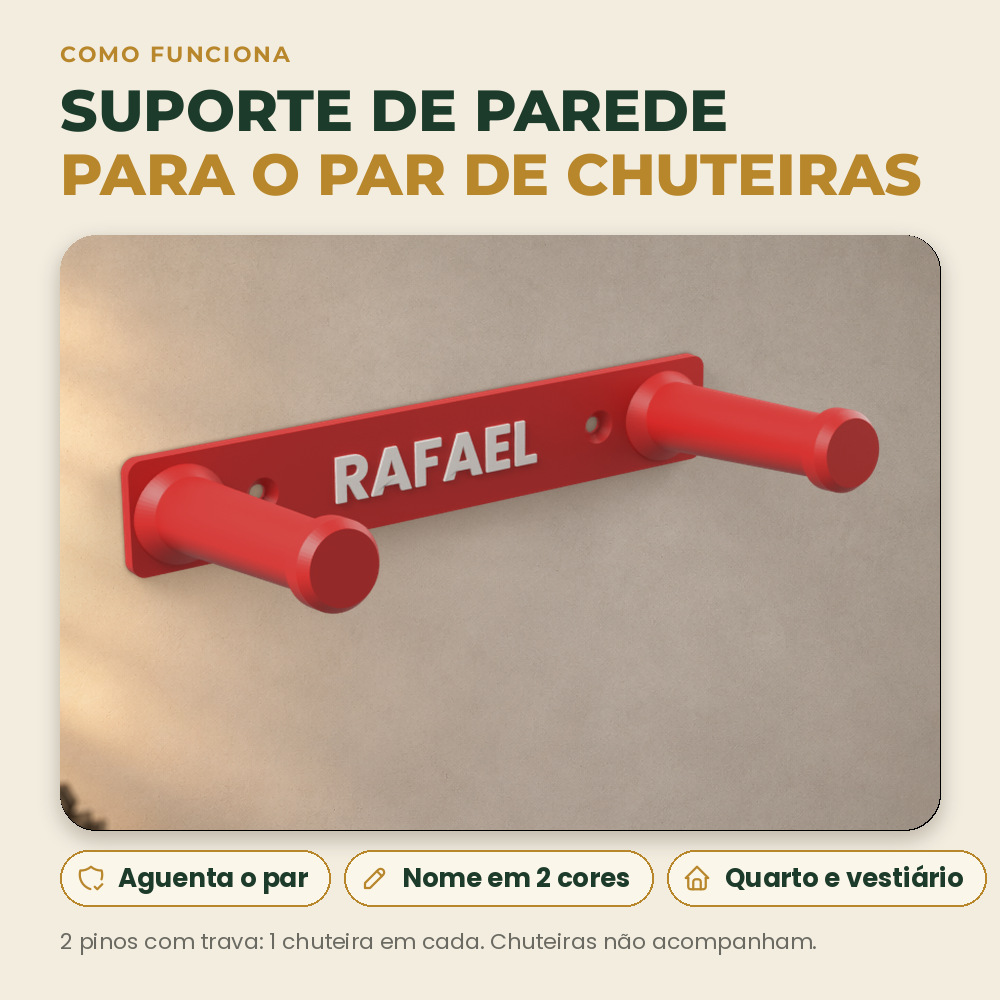 COMO FUNCIONA
SUPORTE DE PAREDE
PARA O PAR DE CHUTEIRAS
RAFAEL
Aguenta o par
Nome em 2 cores
Quarto e vestiário
2 pinos com trava: 1 chuteira em cada. Chuteiras não acompanham.